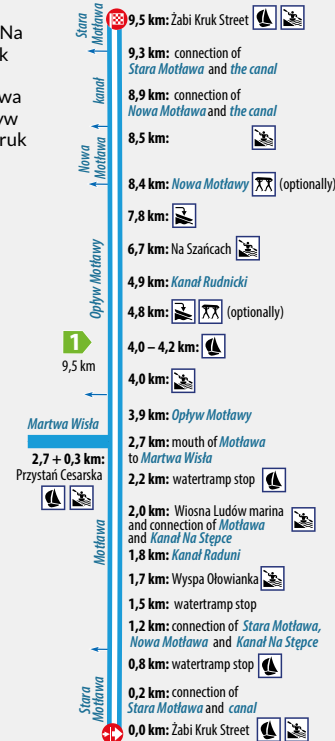 Na
k
wa
w
ruk
Stara
Motława
9,5 km: Żabi Kruk Street
9,3 km: connection of
Stara Motława and the canal
kanał
8,9 km: connection of
Nowa Motława and the canal
Nowa
Motława
8,5 km:
8,4 km: Nowa Motławy (optionally)
7,8 km:
6,7 km: Na Szańcach
Opływ Motławy
4,9 km: Kanał Rudnicki
4,8 km: (optionally)
1
9,5 km
4,0 – 4,2 km:
4,0 km:
3,9 km: Opływ Motławy
Martwa Wisła
2,7 km: mouth of Motława
to Martwa Wisła
2,7 + 0,3 km:
Przystań Cesarska
2,2 km: watertramp stop
2,0 km: Wiosna Ludów marina
and connection of Motława
and Kanał Na Stępce
Motława
1,8 km: Kanał Raduni
1,7 km: Wyspa Ołowianka
1,5 km: watertramp stop
1,2 km: connection of Stara Motława,
Nowa Motława and Kanał Na Stępce
0,8 km: watertramp stop
Stara
Motława
0,2 km: connection of
Stara Motława and canal
0,0 km: Żabi Kruk Street